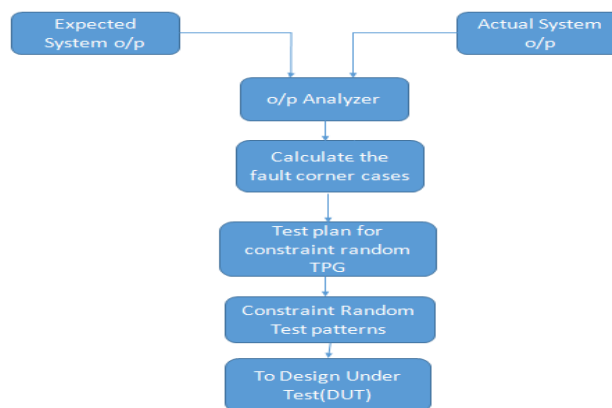 Expected
System o/p
Actual System
o/p
o/p Analyzer
Calculate the
fault corner cases
Test plan for
constraint random
TPG
Constraint Random
Test patterns
To Design Under
Test(DUT)